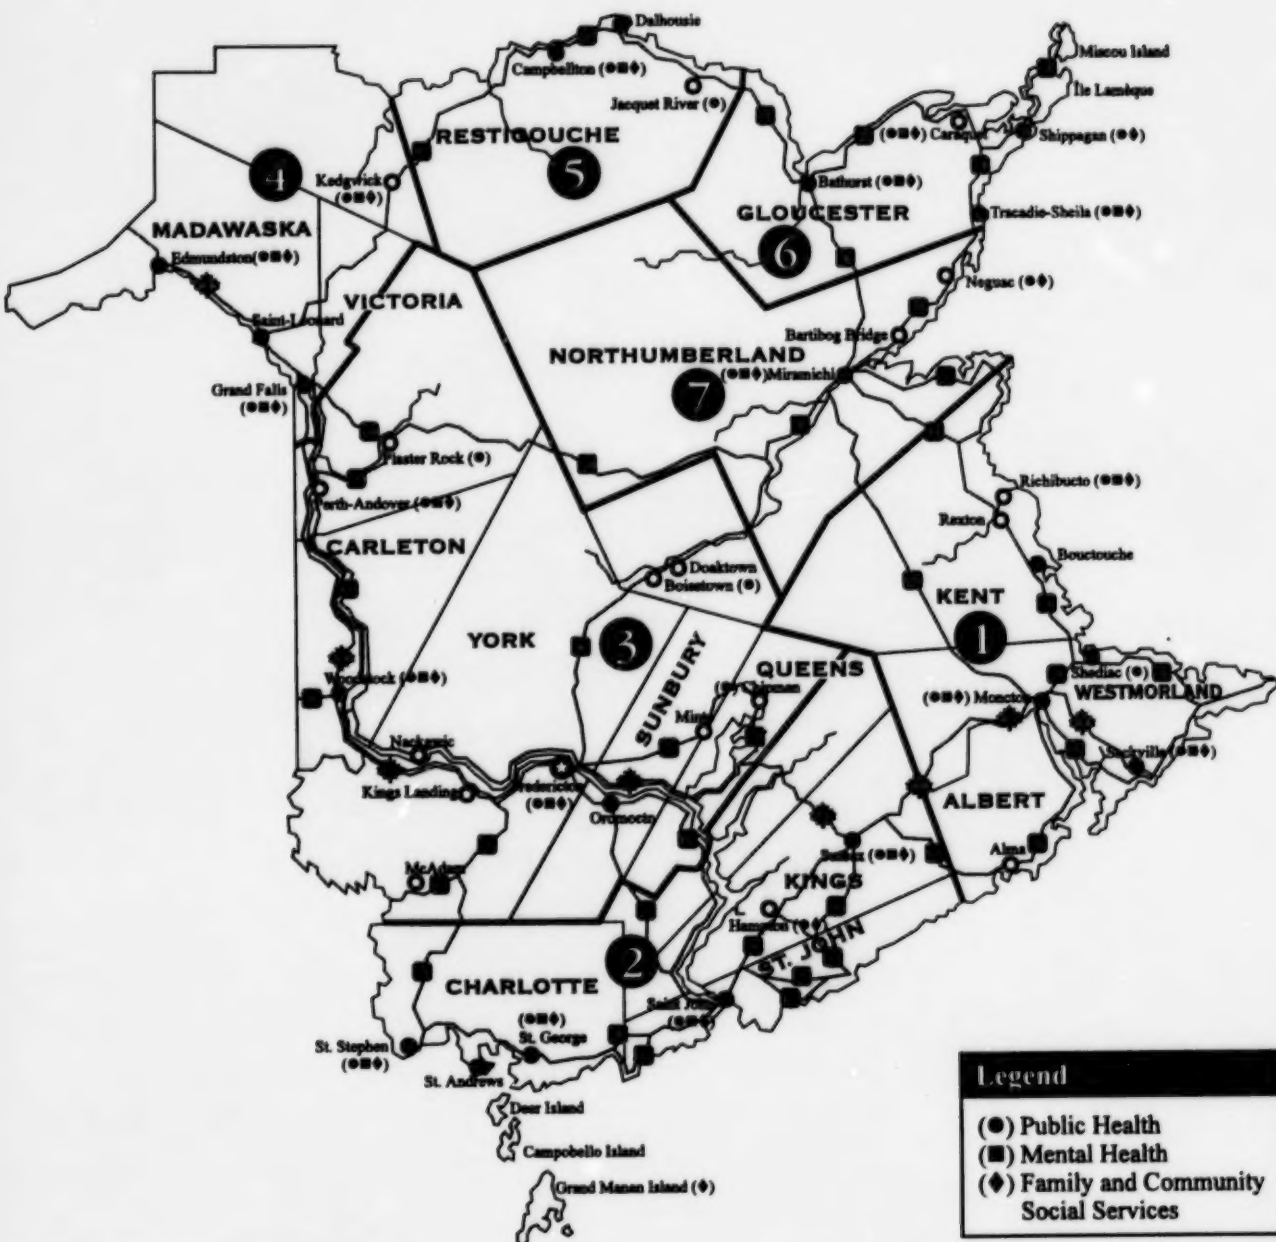 Dalhousie
Miscou Island
Campbellton (●■♦)
Île Lamèque
Jacquet River (●)
(●■♦) Caraquet
Shippagan (●♦)
RESTIGOUCHE
4
5
Kedgwick
(●■♦)
Bathurst (●■♦)
GLOUCESTER
Tracadie-Sheila (●■♦)
MADAWASKA
6
Edmundston (●■♦)
Neguac (●♦)
VICTORIA
Saint-Leonard
Bartibog Bridge
NORTHUMBERLAND
(●■♦) Miramichi
7
Grand Falls
(●■♦)
Plaster Rock (●)
Perth-Andover (●■♦)
Richibucto (●■♦)
Rexton
CARLETON
Bouctouche
Doaktown
Boisetown (●)
KENT
YORK
3
1
SUNBURY
QUEENS
Shediac (●)
Woodstock (●■♦)
WESTMORLAND
(●■♦) Moncton
Minto
Nackawic
Sackville (●■♦)
Kings Landing
Fredericton
(●■♦)
ALBERT
Oromocto
Sussex (●■♦)
Alma
McAdam
KINGS
Hampton (●♦)
ST. JOHN
2
CHARLOTTE
Saint John
(●■♦)
(●■♦)
St. George
St. Stephen
(●■♦)
St. Andrews
Deer Island
Campobello Island
Grand Manan Island (♦)
Legend
(●) Public Health
(■) Mental Health
(♦) Family and Community
Social Services